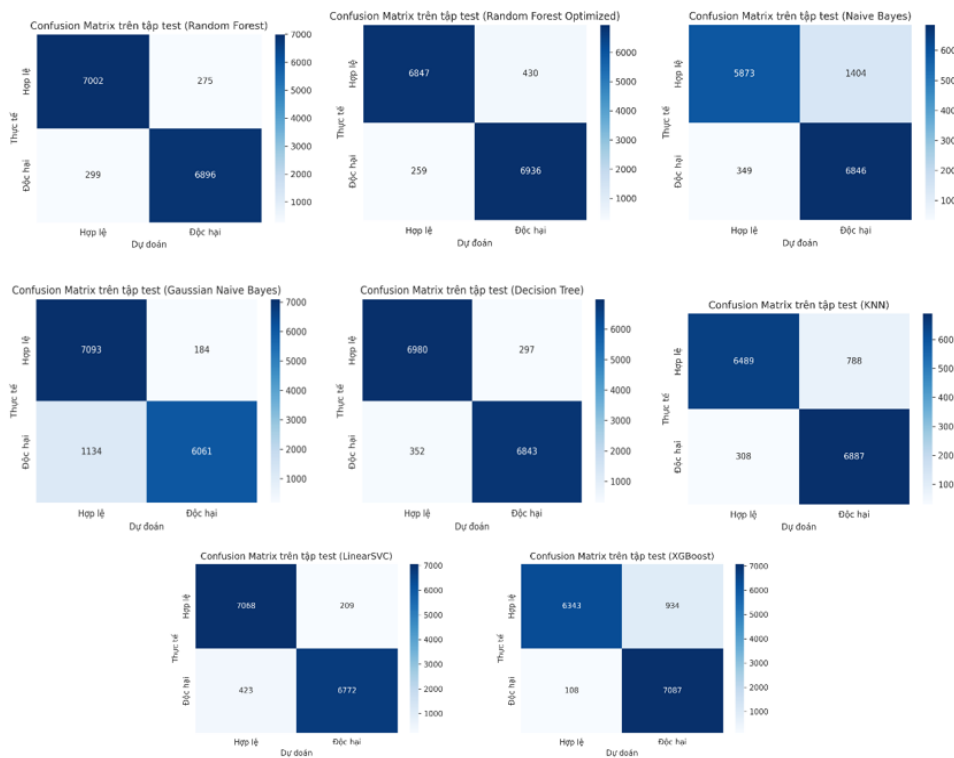 Confusion Matrix trên tập test (Random Forest)
Hợp lệ
7002
275
Thực tế
Độc hại
299
6896
Hợp lệ
Độc hại
Dự đoán
7000
6000
5000
4000
3000
2000
1000
Confusion Matrix trên tập test (Random Forest Optimized)
Hợp lệ
6847
430
Thực tế
Độc hại
259
6936
Hợp lệ
Độc hại
Dự đoán
6000
5000
4000
3000
2000
1000
Confusion Matrix trên tập test (Naive Bayes)
Hợp lệ
5873
1404
Thực tế
Độc hại
349
6846
Hợp lệ
Độc hại
Dự đoán
600
500
400
300
200
100
Confusion Matrix trên tập test (Gaussian Naive Bayes)
Hợp lệ
7093
184
Thực tế
Độc hại
1134
6061
Hợp lệ
Độc hại
Dự đoán
7000
6000
5000
4000
3000
2000
1000
Confusion Matrix trên tập test (Decision Tree)
Hợp lệ
6980
297
Thực tế
Độc hại
352
6843
Hợp lệ
Độc hại
Dự đoán
6000
5000
4000
3000
2000
1000
Confusion Matrix trên tập test (KNN)
Hợp lệ
6489
788
Thực tế
Độc hại
308
6887
Hợp lệ
Độc hại
Dự đoán
600
500
400
300
200
100
Confusion Matrix trên tập test (LinearSVC)
Hợp lệ
7068
209
Thực tế
Độc hại
423
6772
Hợp lệ
Độc hại
Dự đoán
7000
6000
5000
4000
3000
2000
1000
Confusion Matrix trên tập test (XGBoost)
Hợp lệ
6343
934
Thực tế
Độc hại
108
7087
Hợp lệ
Độc hại
Dự đoán
7000
6000
5000
4000
3000
2000
1000